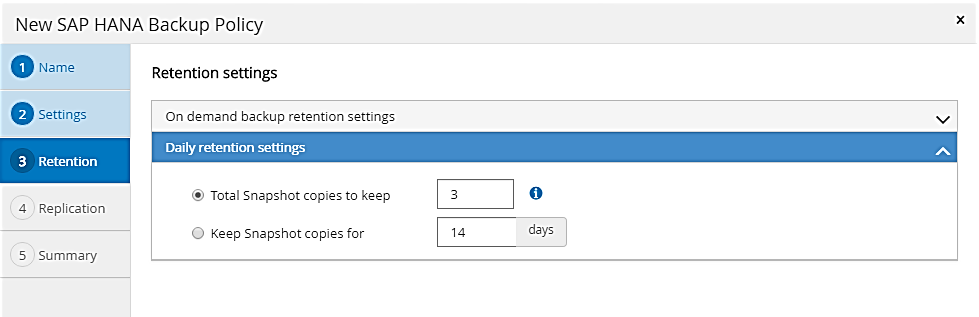 New SAP HANA Backup Policy
x
1 Name
2 Settings
3 Retention
4 Replication
5 Summary
Retention settings
On demand backup retention settings
Daily retention settings
Total Snapshot copies to keep 3 i
Keep Snapshot copies for 14 days